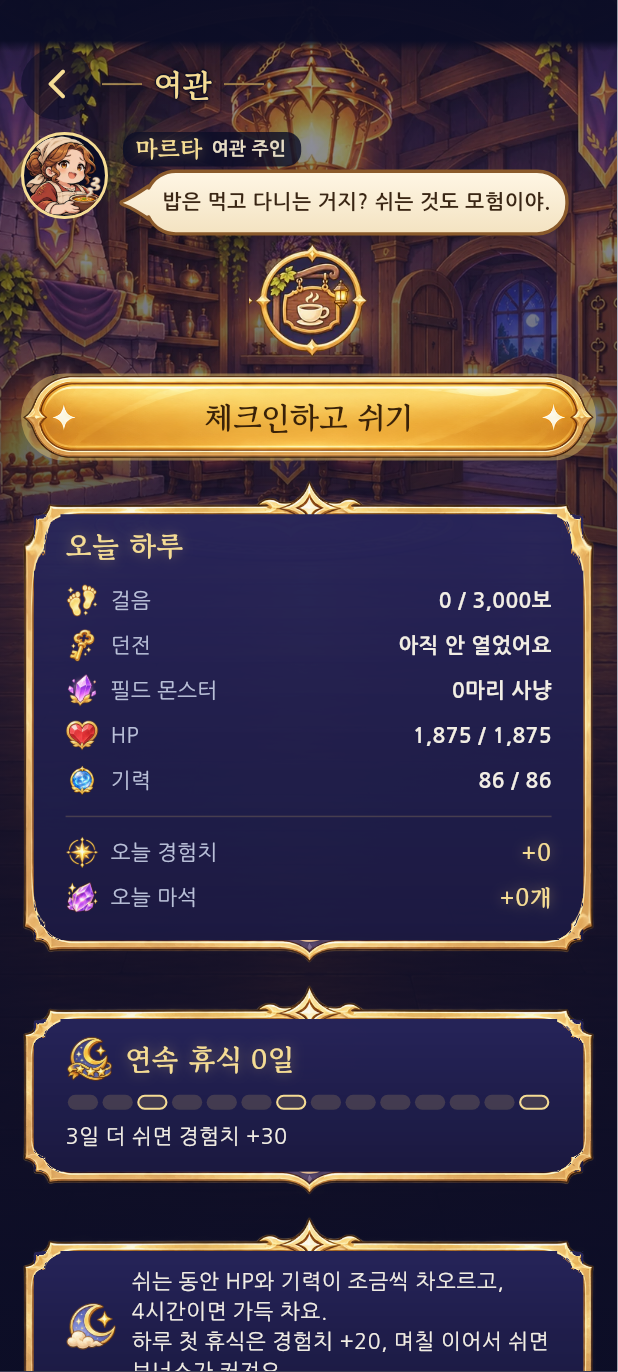 여관
마르타 여관 주인
밥은 먹고 다니는 거지? 쉬는 것도 모험이야.
체크인하고 쉬기
오늘 하루
걸음 0 / 3,000보
던전 아직 안 열었어요
필드 몬스터 0마리 사냥
HP 1,875 / 1,875
기력 86 / 86
오늘 경험치 +0
오늘 마석 +0개
연속 휴식 0일
3일 더 쉬면 경험치 +30
쉬는 동안 HP와 기력이 조금씩 차오르고,
4시간이면 가득 차요.
하루 첫 휴식은 경험치 +20, 며칠 이어서 쉬면